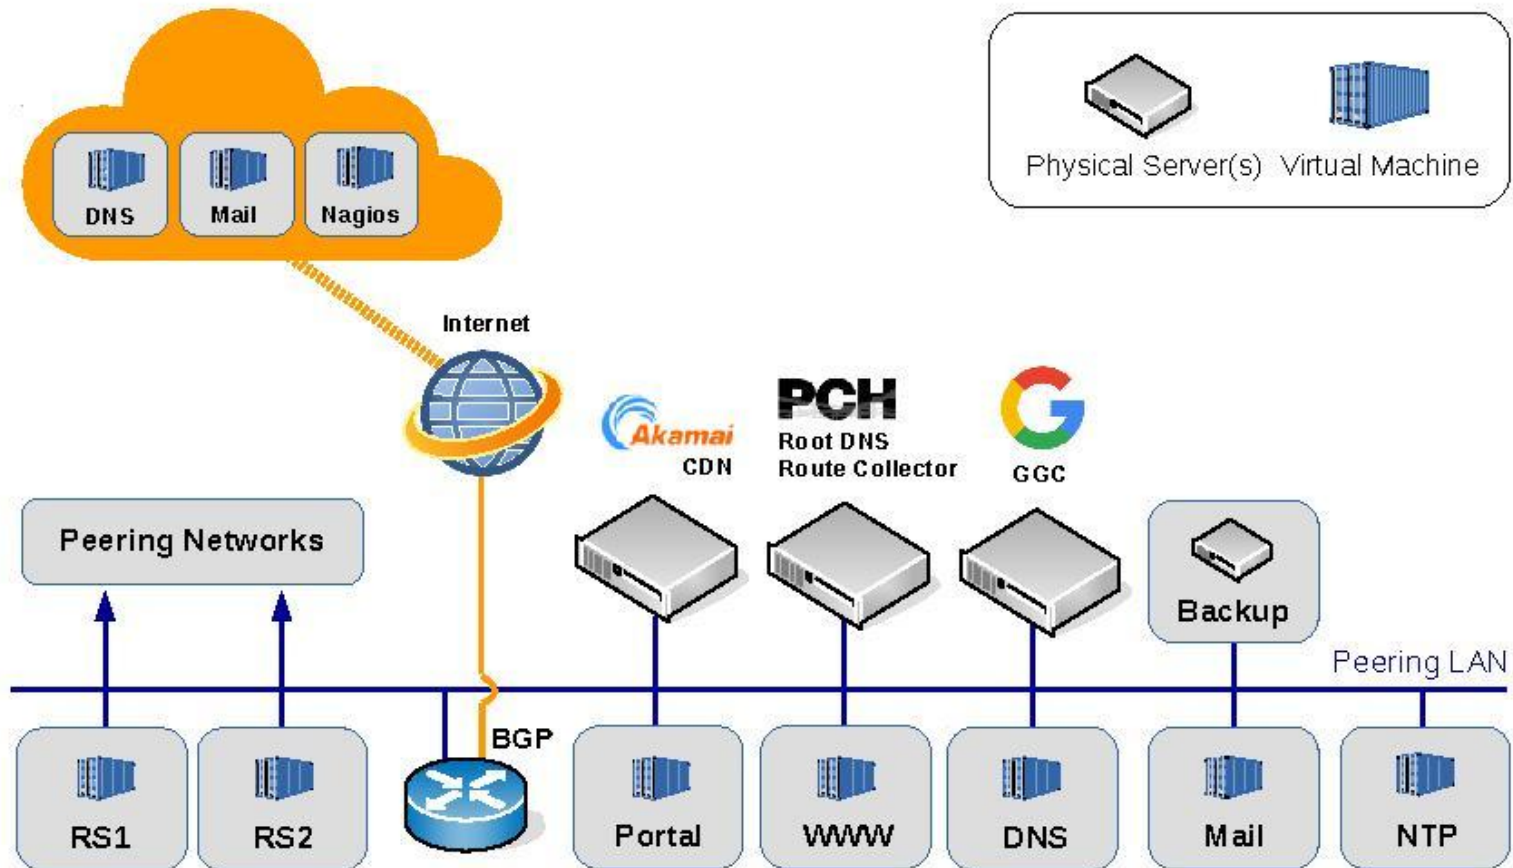 DNS
Mail
Nagios
Physical Server(s)
Virtual Machine
Internet
Akamai
CDN
PCH
Root DNS
Route Collector
GGC
Peering Networks
Backup
Peering LAN
BGP
RS1
RS2
Portal
WWW
DNS
Mail
NTP